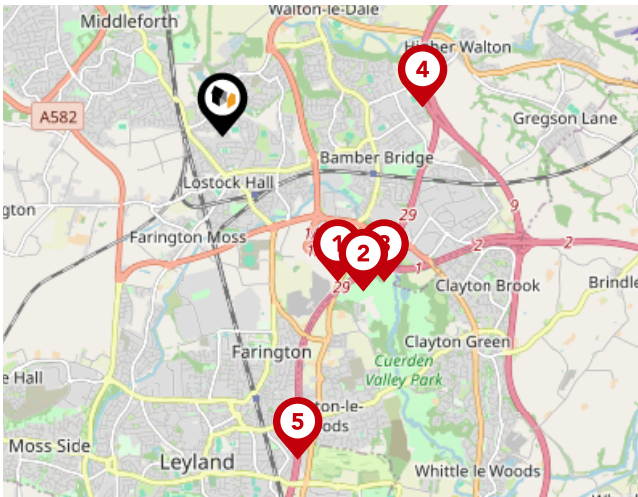 Walton-le-Dale
Middleforth
Higher Walton
4
A582
Gregson Lane
Bamber Bridge
Lostock Hall
9
29
Farington Moss
1
2
3
2
2
1
29
Clayton Brook
Brindle
Clayton Green
Farington
Cuerden
Valley Park
e Hall
ton-le-
ods
5
Moss Side
Leyland
Whittle le Woods